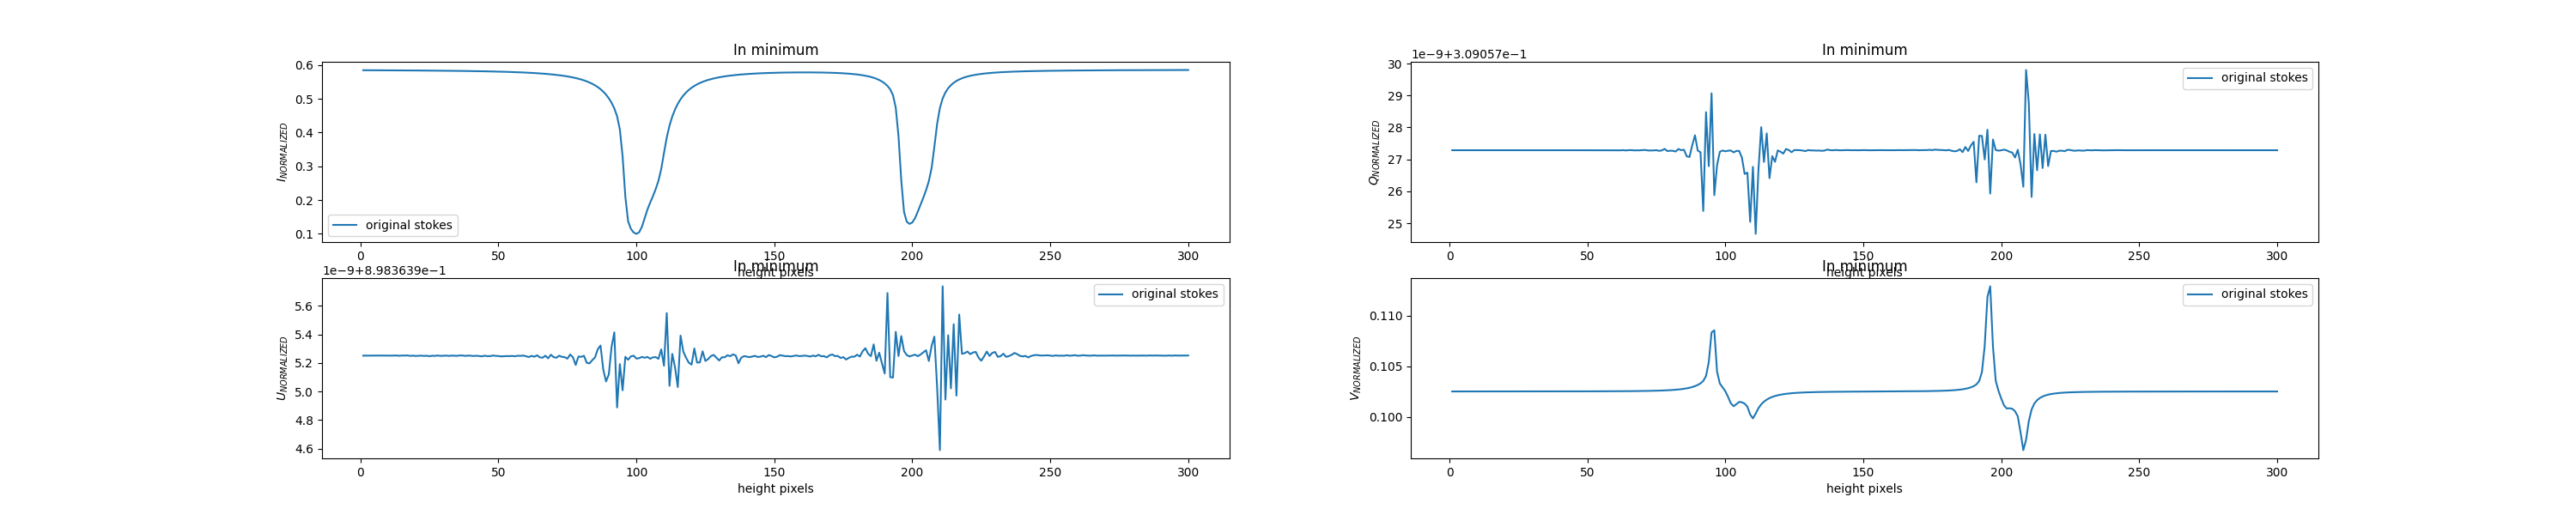 In minimum
0.6
0.5
0.4
0.3
0.2
0.1
I_NORMALIZED
original stokes
0 50 100 150 200 250 300
height pixels
In minimum
1e−9+3.09057e−1
30
29
28
27
26
25
Q_NORMALIZED
original stokes
0 50 100 150 200 250 300
height pixels
In minimum
1e−9+8.983639e−1
5.6
5.4
5.2
5.0
4.8
4.6
U_NORMALIZED
original stokes
0 50 100 150 200 250 300
height pixels
In minimum
0.110
0.105
0.100
V_NORMALIZED
original stokes
0 50 100 150 200 250 300
height pixels